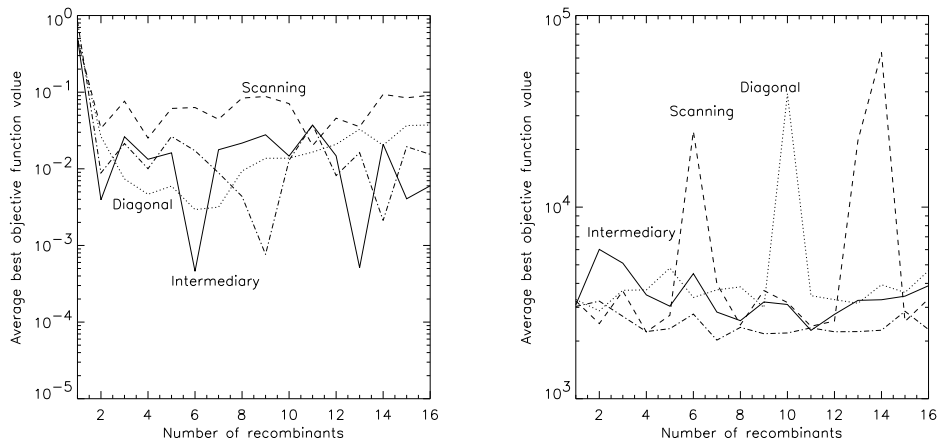 Average best objective function value
10^0
10^-1
10^-2
10^-3
10^-4
10^-5
Scanning
Diagonal
Intermediary
2 4 6 8 10 12 14 16
Number of recombinants
Average best objective function value
10^5
10^4
10^3
Diagonal
Scanning
Intermediary
2 4 6 8 10 12 14 16
Number of recombinants